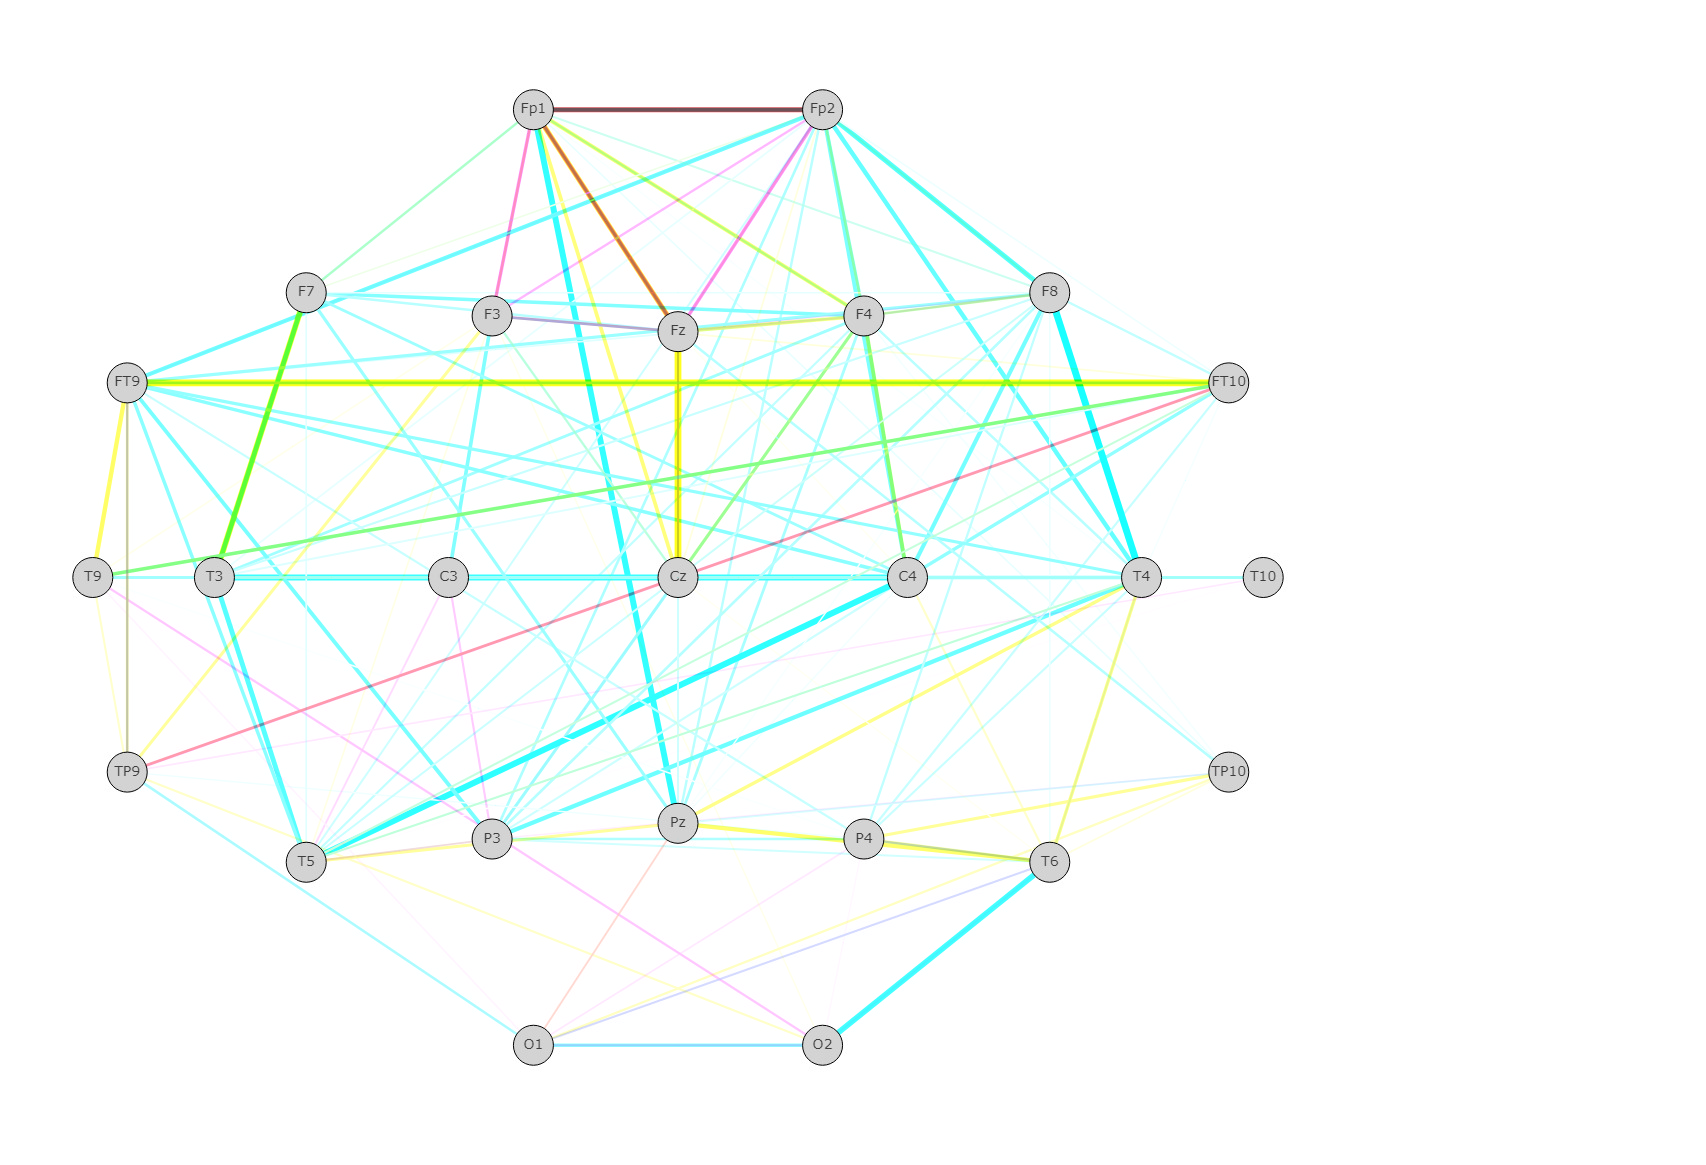 Fp1 Fp2
F7 F3 Fz F4 F8
FT9 FT10
T9 T3 C3 Cz C4 T4 T10
TP9 TP10
T5 P3 Pz P4 T6
O1 O2